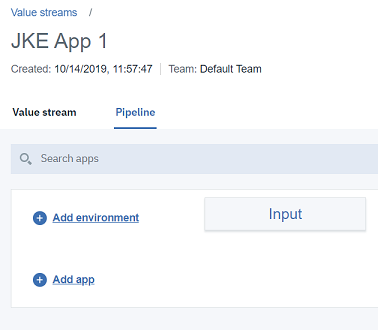 Value streams /
JKE App 1
Created: 10/14/2019, 11:57:47 | Team: Default Team
Value stream Pipeline
Search apps
Add environment Input
Add app